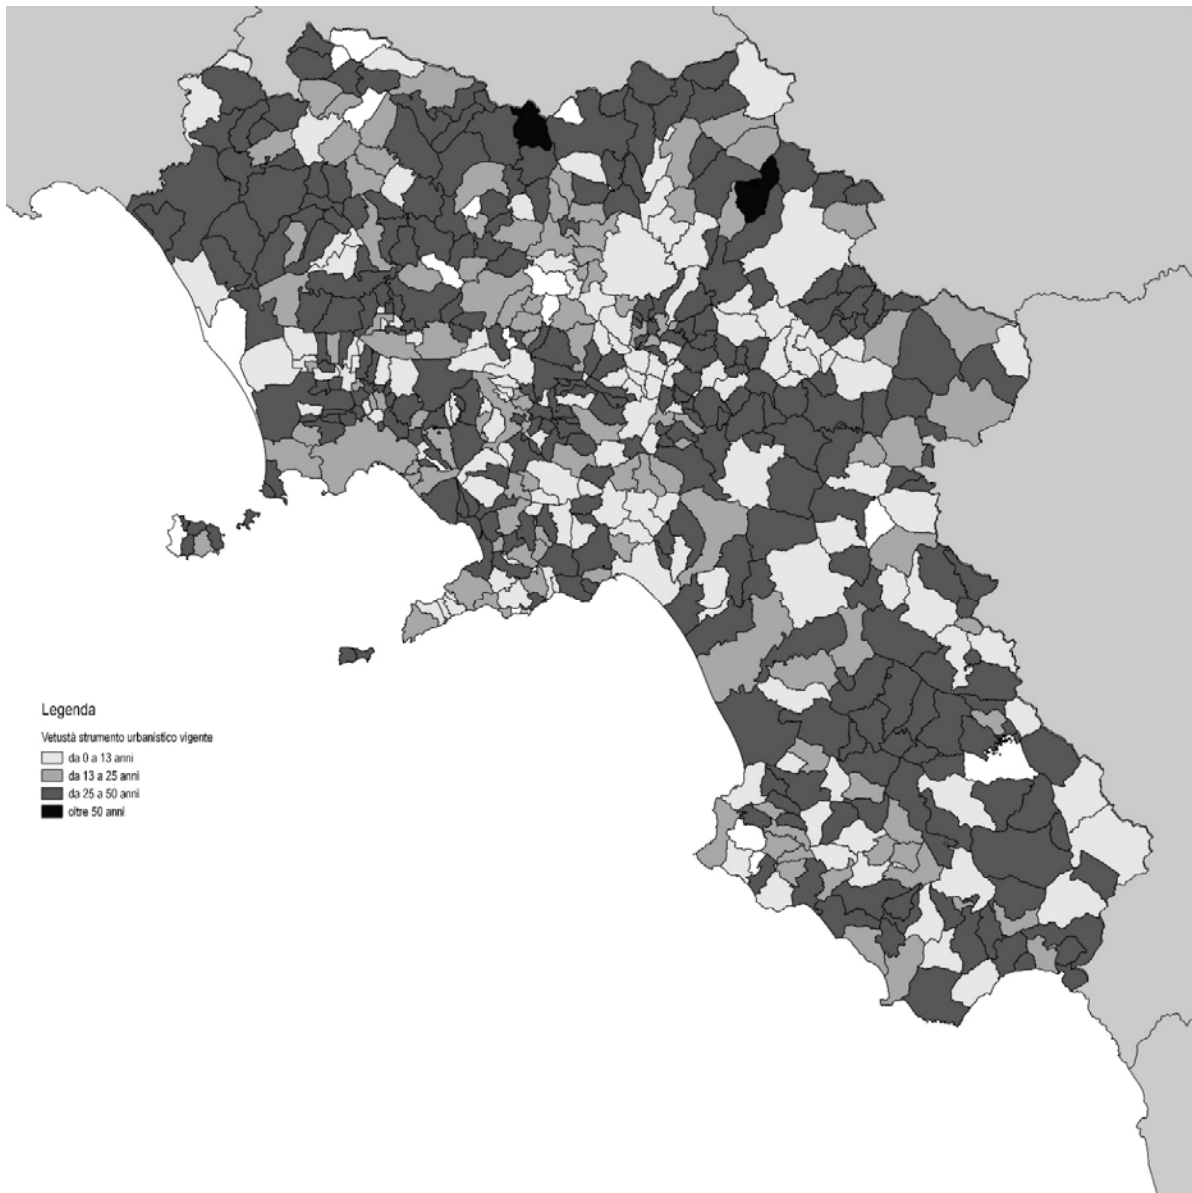 Legenda
Vetustà strumento urbanistico vigente
da 0 a 13 anni
da 13 a 25 anni
da 25 a 50 anni
oltre 50 anni